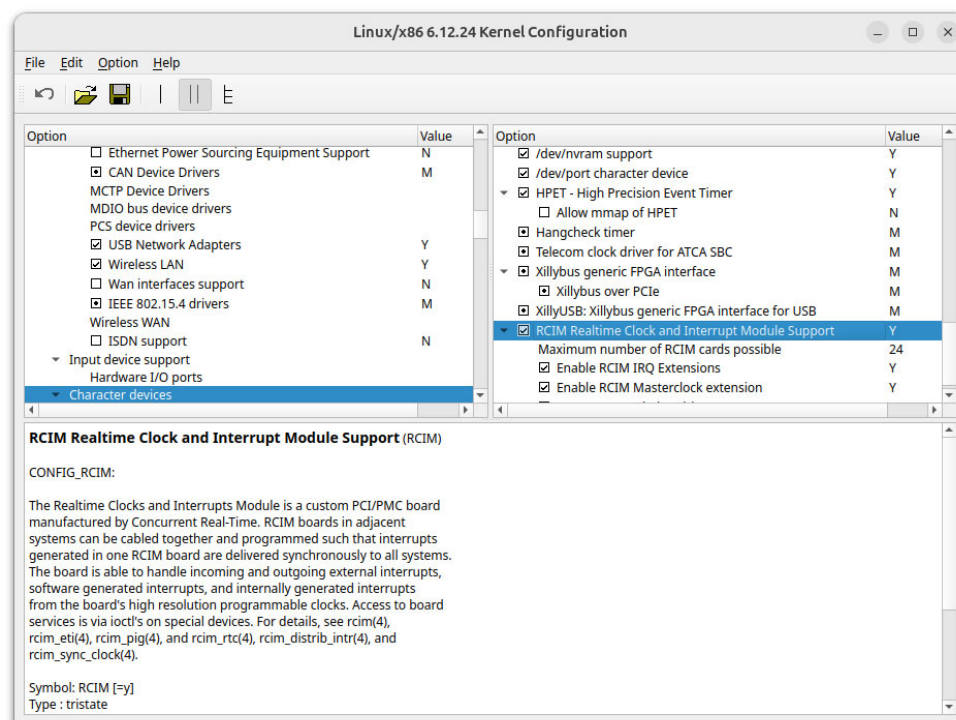 Linux/x86 6.12.24 Kernel Configuration
File Edit Option Help
Option Value
Ethernet Power Sourcing Equipment Support N
CAN Device Drivers M
MCTP Device Drivers
MDIO bus device drivers
PCS device drivers
USB Network Adapters Y
Wireless LAN Y
Wan interfaces support N
IEEE 802.15.4 drivers M
Wireless WAN
ISDN support N
Input device support
Hardware I/O ports
Character devices
Option Value
/dev/nvram support Y
/dev/port character device Y
HPET - High Precision Event Timer Y
Allow mmap of HPET N
Hangcheck timer M
Telecom clock driver for ATCA SBC M
Xillybus generic FPGA interface M
Xillybus over PCIe M
XillyUSB: Xillybus generic FPGA interface for USB M
RCIM Realtime Clock and Interrupt Module Support Y
Maximum number of RCIM cards possible 24
Enable RCIM IRQ Extensions Y
Enable RCIM Masterclock extension Y
RCIM Realtime Clock and Interrupt Module Support (RCIM)
CONFIG_RCIM:
The Realtime Clocks and Interrupts Module is a custom PCI/PMC board
manufactured by Concurrent Real-Time. RCIM boards in adjacent
systems can be cabled together and programmed such that interrupts
generated in one RCIM board are delivered synchronously to all systems.
The board is able to handle incoming and outgoing external interrupts,
software generated interrupts, and internally generated interrupts
from the board's high resolution programmable clocks. Access to board
services is via ioctl's on special devices. For details, see rcim(4),
rcim_eti(4), rcim_pig(4), and rcim_rtc(4), rcim_distrib_intr(4), and
rcim_sync_clock(4).
Symbol: RCIM [=y]
Type : tristate